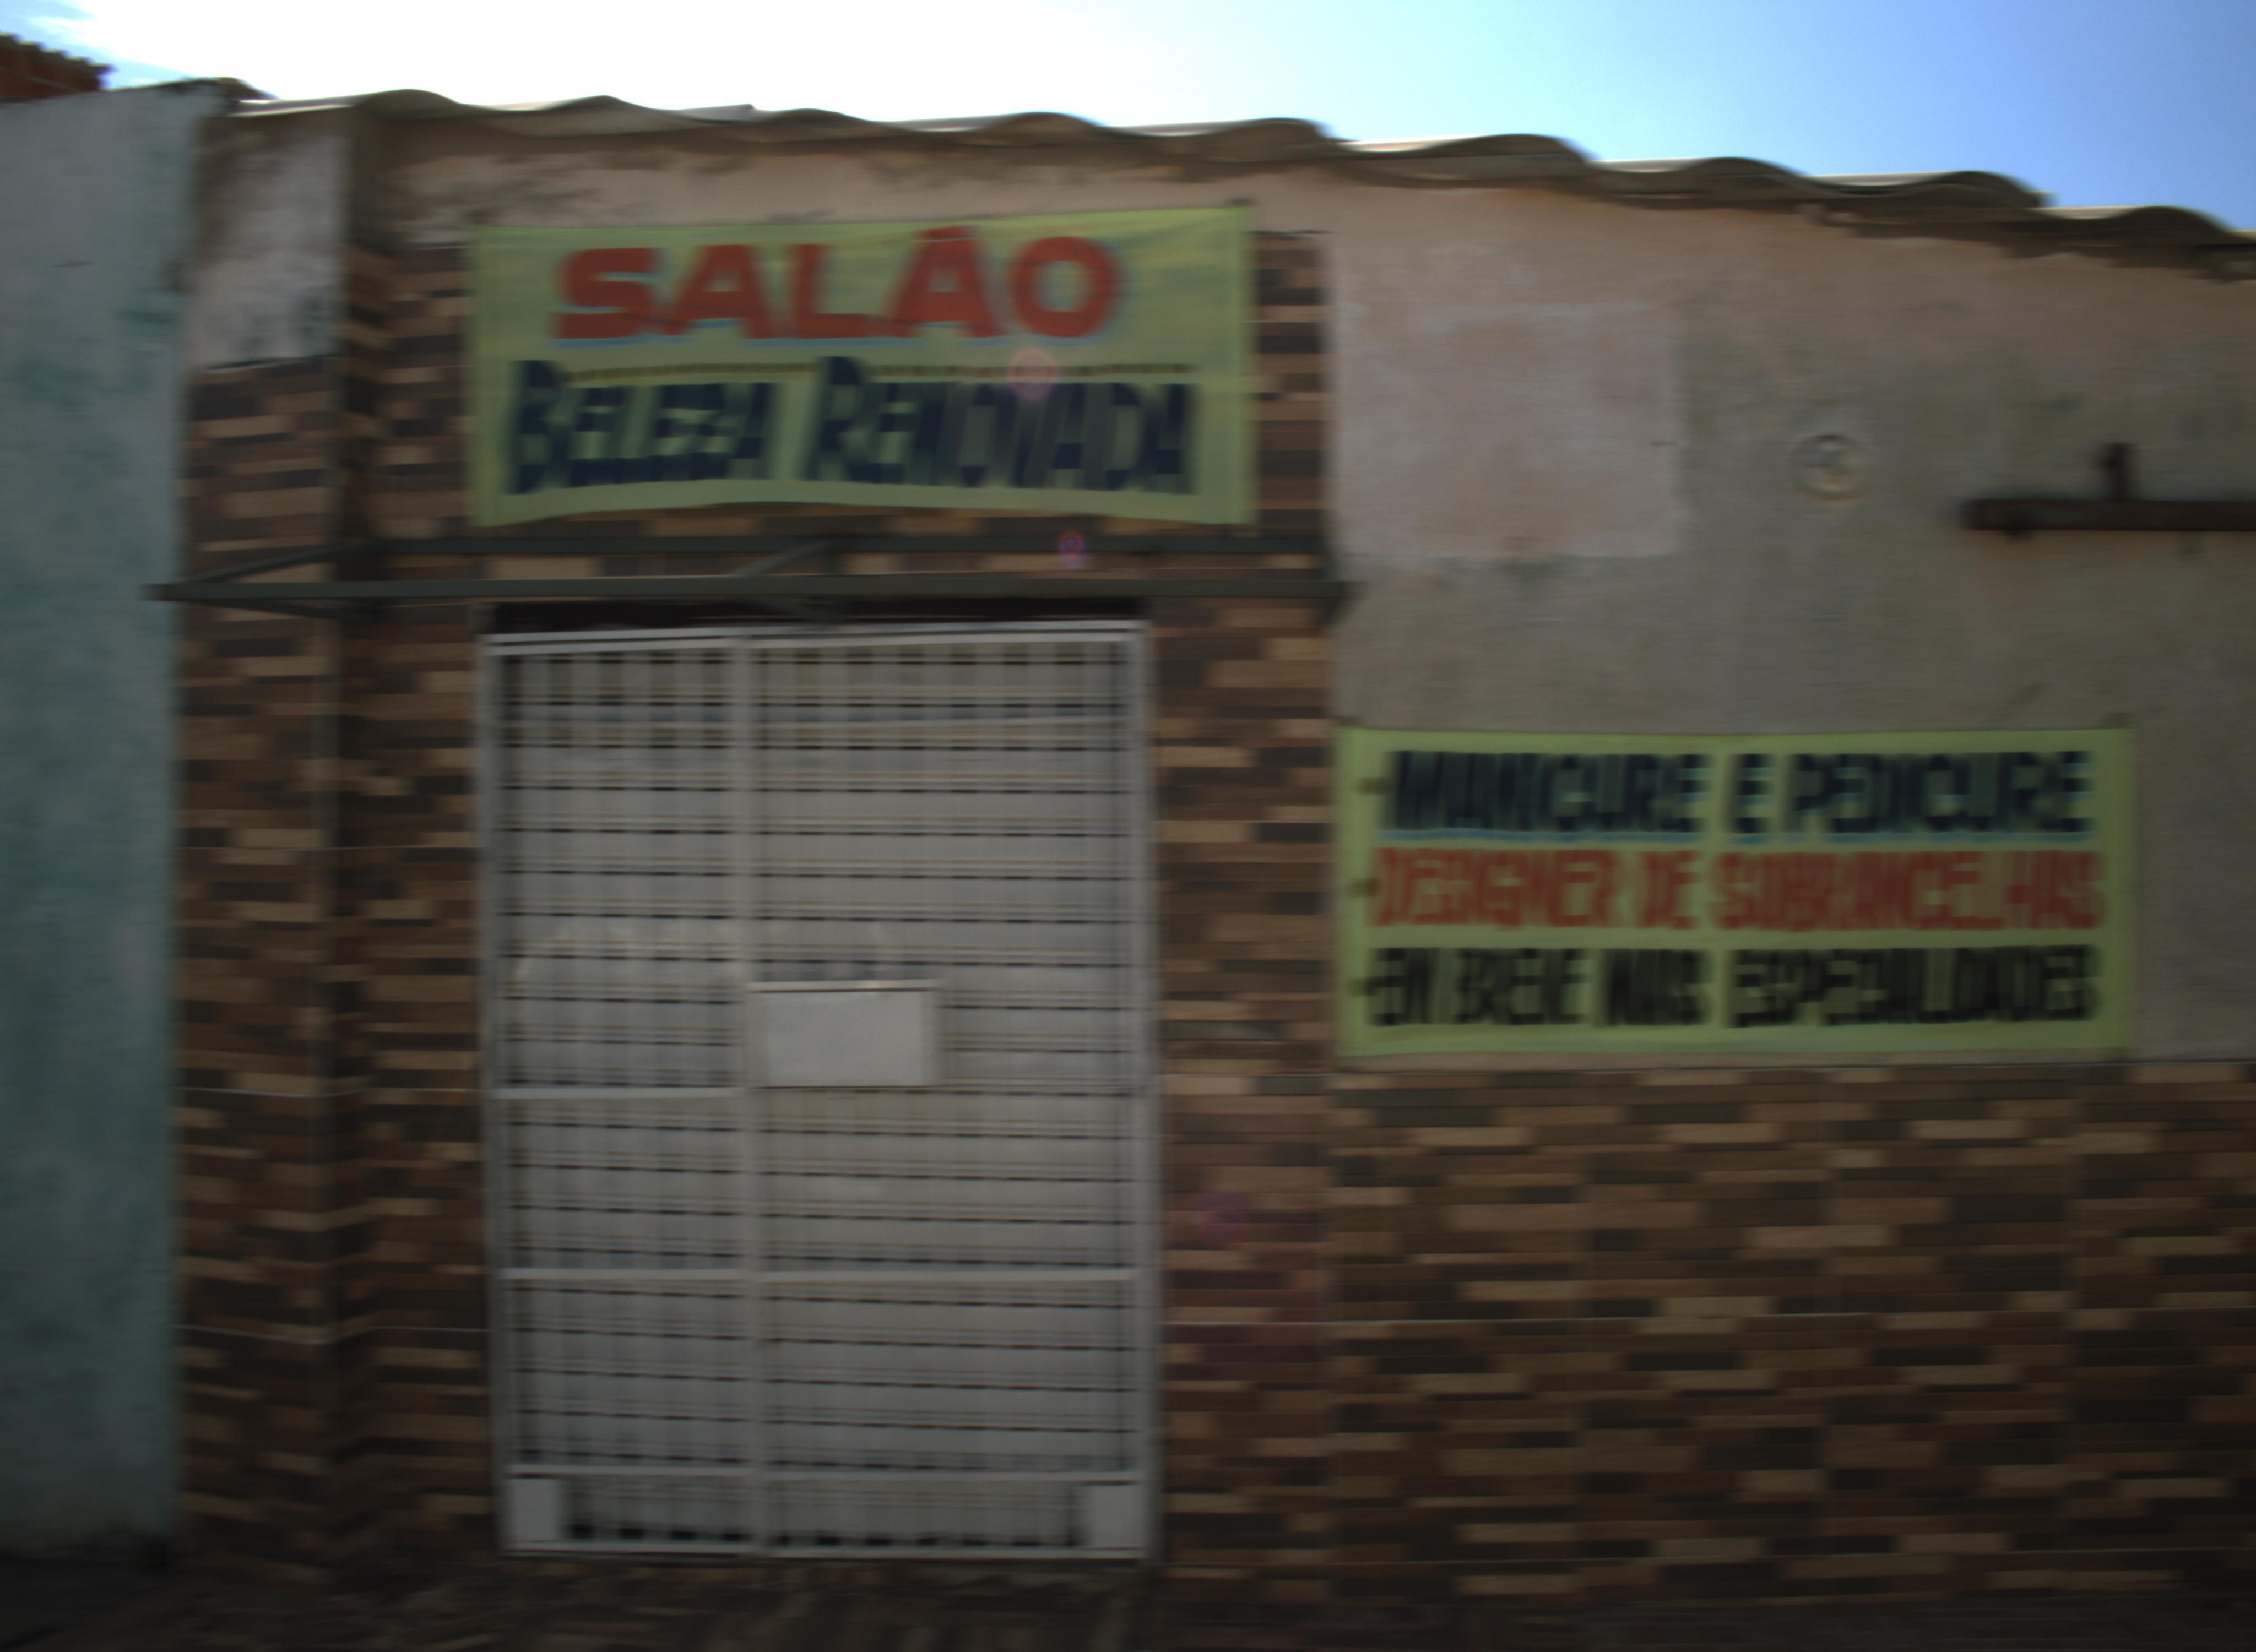 SALÃO
BELEZA RENOVADA
MANICURE E PEDICURE
DESIGNER DE SOBRANCELHAS
EM BREVE MAIS ESPECIALIDADES